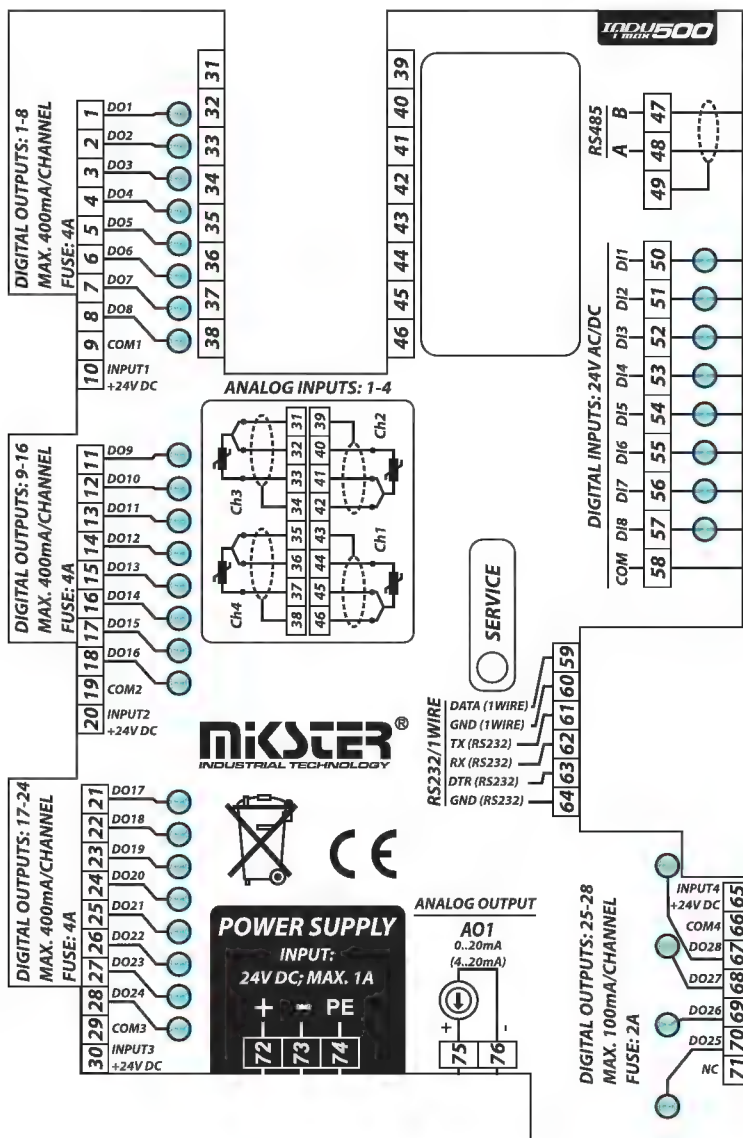 INDU
i max 500
DIGITAL OUTPUTS: 1-8
MAX. 400mA/CHANNEL
FUSE: 4A
1 DO1
2 DO2
3 DO3
4 DO4
5 DO5
6 DO6
7 DO7
8 DO8
9 COM1
10 INPUT1
+24V DC
31
32
33
34
35
36
37
38
39
40
41
42
43
44
45
46
RS485
B 47
A 48
49
DIGITAL INPUTS: 24V AC/DC
DI1 50
DI2 51
DI3 52
DI4 53
DI5 54
DI6 55
DI7 56
DI8 57
COM 58
ANALOG INPUTS: 1-4
Ch3
31 39
32 40
33 41
34 42
Ch2
Ch4
35 43
36 44
37 45
38 46
Ch1
DIGITAL OUTPUTS: 9-16
MAX. 400mA/CHANNEL
FUSE: 4A
11 DO9
12 DO10
13 DO11
14 DO12
15 DO13
16 DO14
17 DO15
18 DO16
19 COM2
20 INPUT2
+24V DC
SERVICE
RS232/1WIRE
DATA (1WIRE) 59
GND (1WIRE) 60
TX (RS232) 61
RX (RS232) 62
DTR (RS232) 63
GND (RS232) 64
MIKSTER®
INDUSTRIAL TECHNOLOGY
CE
DIGITAL OUTPUTS: 17-24
MAX. 400mA/CHANNEL
FUSE: 4A
21 DO17
22 DO18
23 DO19
24 DO20
25 DO21
26 DO22
27 DO23
28 DO24
29 COM3
30 INPUT3
+24V DC
POWER SUPPLY
INPUT:
24V DC; MAX. 1A
+ - PE
72 73 74
ANALOG OUTPUT
AO1
0..20mA
(4..20mA)
+ -
75 76
DIGITAL OUTPUTS: 25-28
MAX. 100mA/CHANNEL
FUSE: 2A
INPUT4 65
+24V DC
COM4 66
DO28 67
DO27 68
DO26 69
DO25 70
NC 71